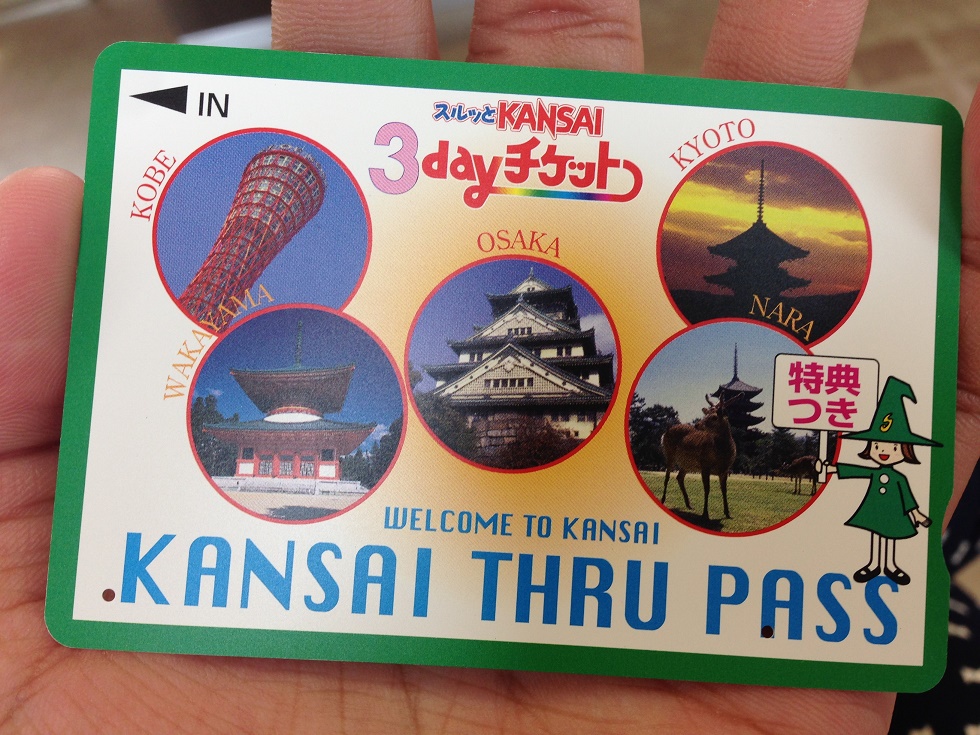 IN
スルッとKANSAI
3dayチケット
KOBE
KYOTO
OSAKA
WAKAYAMA
NARA
特典
つき
S
WELCOME TO KANSAI
KANSAI THRU PASS